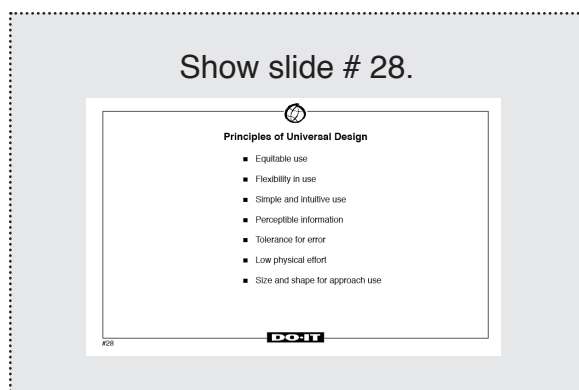 Show slide # 28.
Principles of Universal Design
■ Equitable use
■ Flexibility in use
■ Simple and intuitive use
■ Perceptible information
■ Tolerance for error
■ Low physical effort
■ Size and shape for approach use
DO-IT
#28